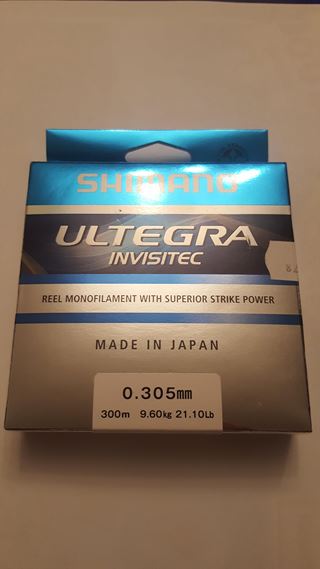 SHIMANO
ULTEGRA
INVISITEC
REEL MONOFILAMENT WITH SUPERIOR STRIKE POWER
MADE IN JAPAN
0.305mm
300m 9.60kg 21.10Lb